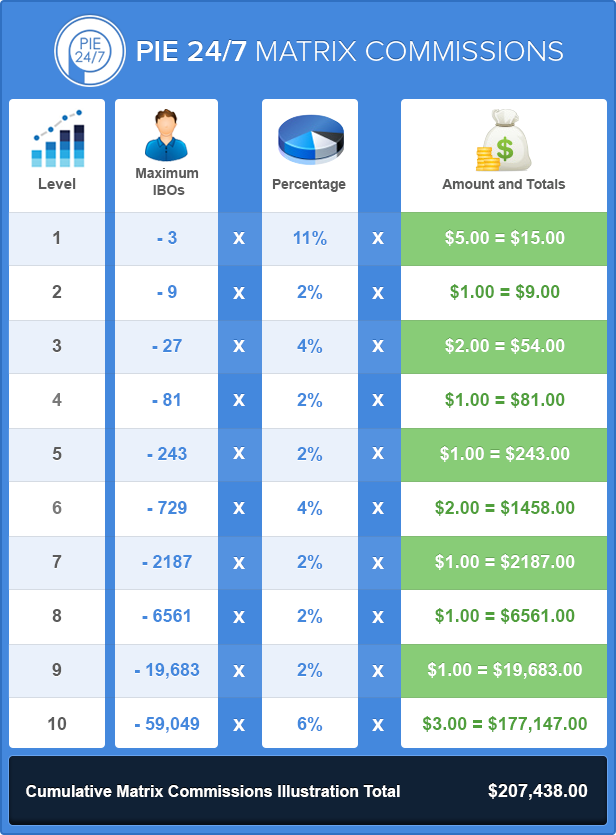 PIE
24/7
PIE 24/7 MATRIX COMMISSIONS
Level
Maximum
IBOs
Percentage
$
Amount and Totals
1 - 3 X 11% X $5.00 = $15.00
2 - 9 X 2% X $1.00 = $9.00
3 - 27 X 4% X $2.00 = $54.00
4 - 81 X 2% X $1.00 = $81.00
5 - 243 X 2% X $1.00 = $243.00
6 - 729 X 4% X $2.00 = $1458.00
7 - 2187 X 2% X $1.00 = $2187.00
8 - 6561 X 2% X $1.00 = $6561.00
9 - 19,683 X 2% X $1.00 = $19,683.00
10 - 59,049 X 6% X $3.00 = $177,147.00
Cumulative Matrix Commissions Illustration Total $207,438.00